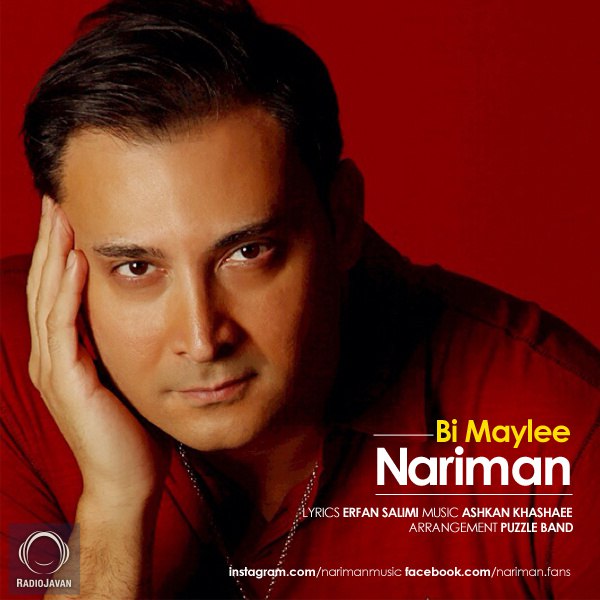 Bi Maylee
Nariman
LYRICS ERFAN SALIMI MUSIC ASHKAN KHASHAEE
ARRANGEMENT PUZZLE BAND
RADIOJAVAN
instagram.com/narimanmusic facebook.com/nariman.fans